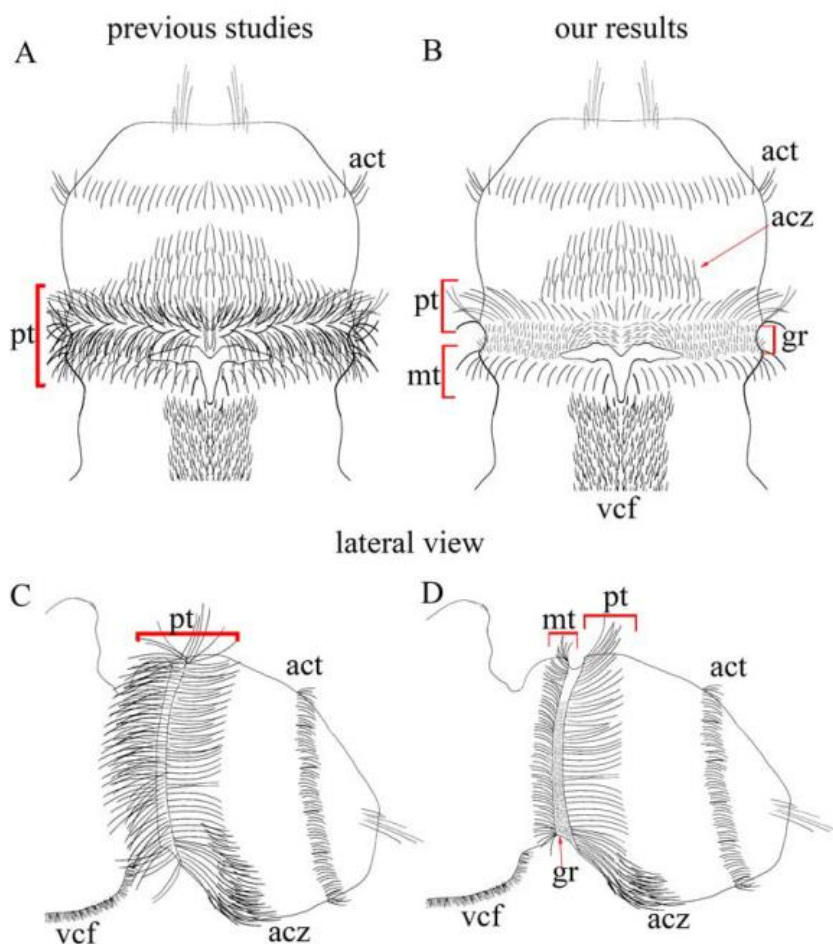 previous studies
our results
A
B
act
act
acz
pt
pt
gr
mt
vcf
lateral view
C
D
pt
mt
pt
act
act
gr
vcf
acz
vcf
acz